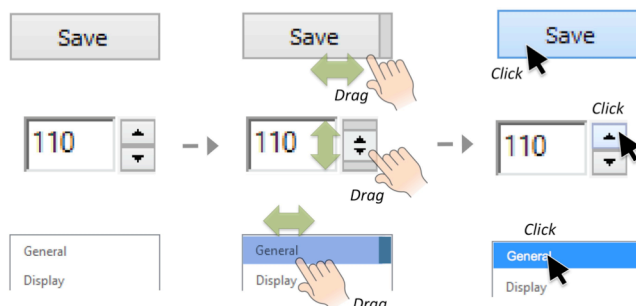 Save
Save
Drag
Save
Click
110
110
Drag
110
Click
General
Display
General
Display
Drag
Click
General
Display